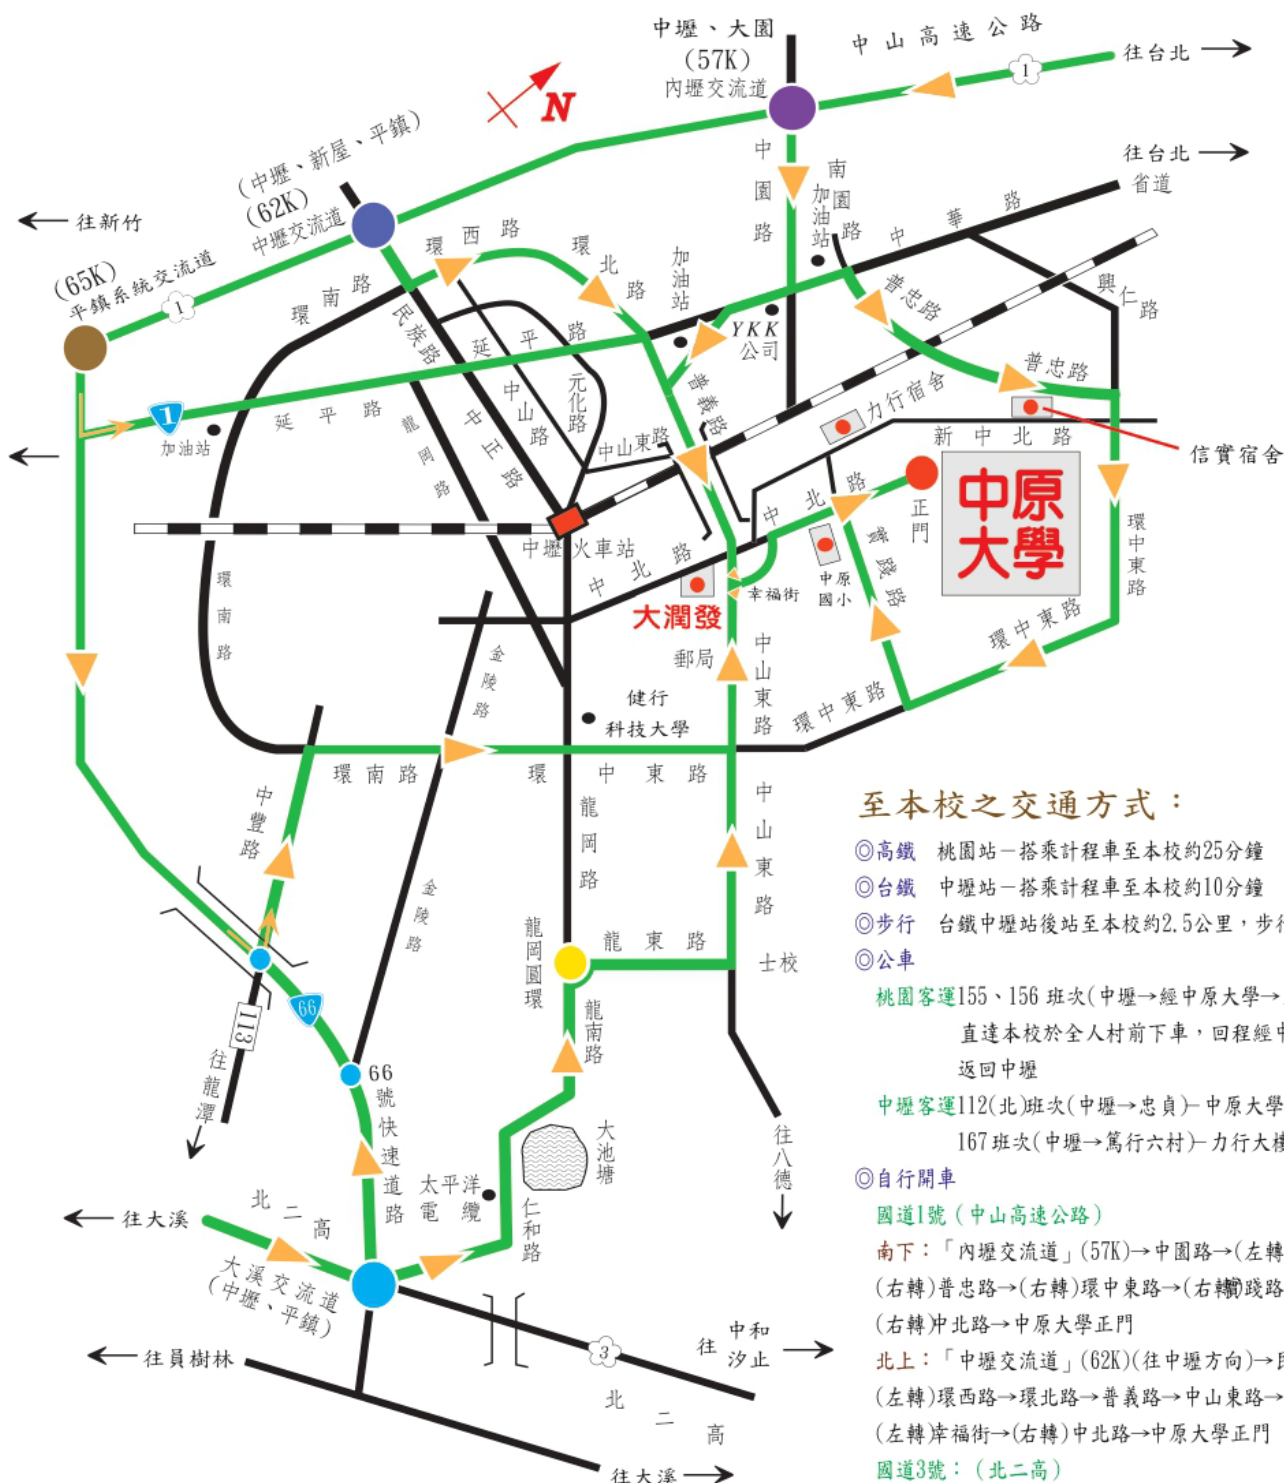 中壢、大園
(57K)
內壢交流道
中山高速公路
1
往台北
N
往台北
省道
(中壢、新屋、平鎮)
(62K)
中壢交流道
往新竹
(65K)
平鎮系統交流道
1
中園路
南園路
加油站
中華路
環西路
環北路
加油站
環南路
民族路
延平路
YKK
公司
普忠路
興仁路
普忠路
元化路
中山路
普義路
力行宿舍
1
加油站
延平路
龍岡路
中正路
中山東路
新中北路
信實宿舍
中北路
正門
中原
大學
環中東路
中壢火車站
中北路
中原
國小
實踐路
幸福街
大潤發
環南路
郵局
中山東路
環中東路
環中東路
金陵路
健行
科技大學
環南路
環中東路
中豐路
龍岡路
中山東路
金陵路
龍岡圓環
龍東路
士校
66
113
往龍潭
66
號快速道路
龍南路
大池塘
往八德
太平洋
電纜
仁和路
往大溪
北二高
大溪交流道
(中壢、平鎮)
3
往
中和
汐止
往員樹林
北二高
往大溪
至本校之交通方式：
◎高鐵 桃園站－搭乘計程車至本校約25分鐘
◎台鐵 中壢站－搭乘計程車至本校約10分鐘
◎步行 台鐵中壢站後站至本校約2.5公里，步行
◎公車
桃園客運155、156 班次(中壢→經中原大學→
直達本校於全人村前下車，回程經中
返回中壢
中壢客運112(北)班次(中壢→忠貞)－中原大學
167班次(中壢→篤行六村)－力行大樓
◎自行開車
國道1號 (中山高速公路)
南下：「內壢交流道」(57K)→中園路→(左轉
(右轉)普忠路→(右轉)環中東路→(右轉)實踐路
(右轉)中北路→中原大學正門
北上：「中壢交流道」(62K)(往中壢方向)→
(左轉)環西路→環北路→普義路→中山東路→
(左轉)幸福街→(右轉)中北路→中原大學正門
國道3號：(北二高)